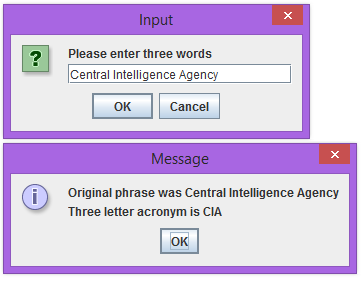 Input
Please enter three words
Central Intelligence Agency
OK Cancel
Message
Original phrase was Central Intelligence Agency
Three letter acronym is CIA
OK